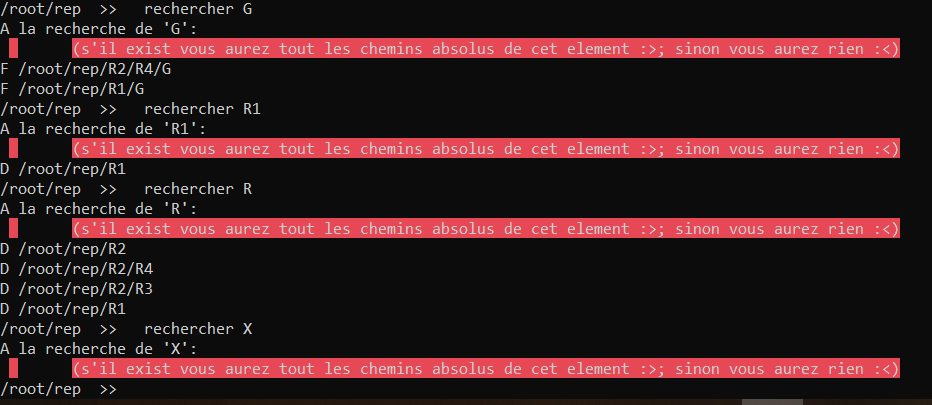 /root/rep  >>   rechercher G
A la recherche de 'G':
(s'il exist vous aurez tout les chemins absolus de cet element :>; sinon vous aurez rien :<)
F /root/rep/R2/R4/G
F /root/rep/R1/G
/root/rep  >>   rechercher R1
A la recherche de 'R1':
(s'il exist vous aurez tout les chemins absolus de cet element :>; sinon vous aurez rien :<)
D /root/rep/R1
/root/rep  >>   rechercher R
A la recherche de 'R':
(s'il exist vous aurez tout les chemins absolus de cet element :>; sinon vous aurez rien :<)
D /root/rep/R2
D /root/rep/R2/R4
D /root/rep/R2/R3
D /root/rep/R1
/root/rep  >>   rechercher X
A la recherche de 'X':
(s'il exist vous aurez tout les chemins absolus de cet element :>; sinon vous aurez rien :<)
/root/rep  >>